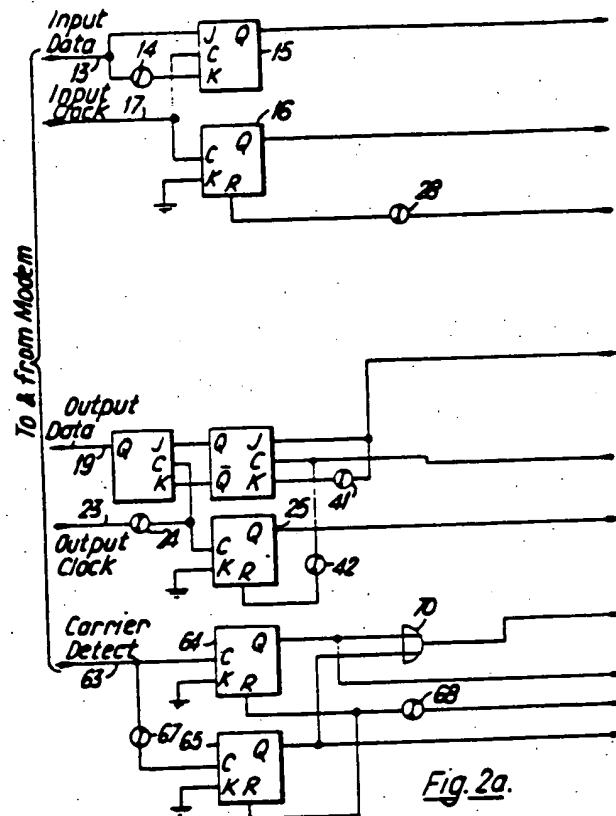 Input
Data
13
14
J Q
C
K
15
Input
Clock
17
16
C Q
K R
28
To & from Modem
Output
Data
19
Q J
C
K
Q J
C
Q̄ K
41
23
24
Output
Clock
25
C Q
K R
42
Carrier
Detect
63
64
C Q
K R
70
67
65
68
C Q
K R
Fig. 2a.